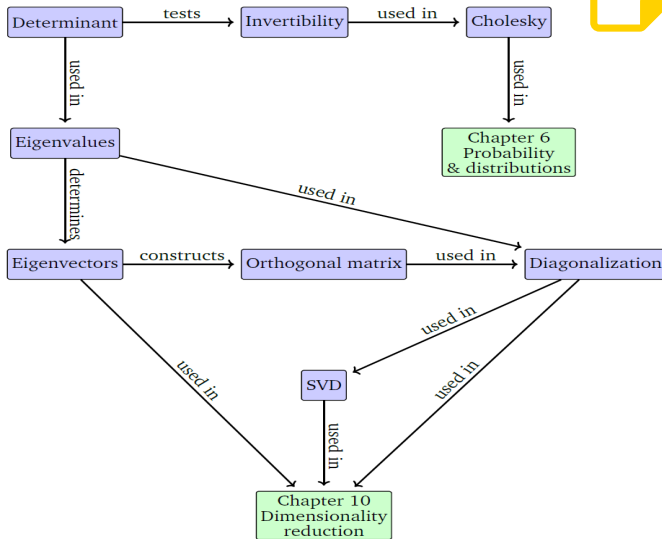 Determinant
tests
Invertibility
used in
Cholesky
used in
used in
Eigenvalues
Chapter 6
Probability
& distributions
determines
used in
Eigenvectors
constructs
Orthogonal matrix
used in
Diagonalization
used in
used in
used in
SVD
used in
Chapter 10
Dimensionality
reduction